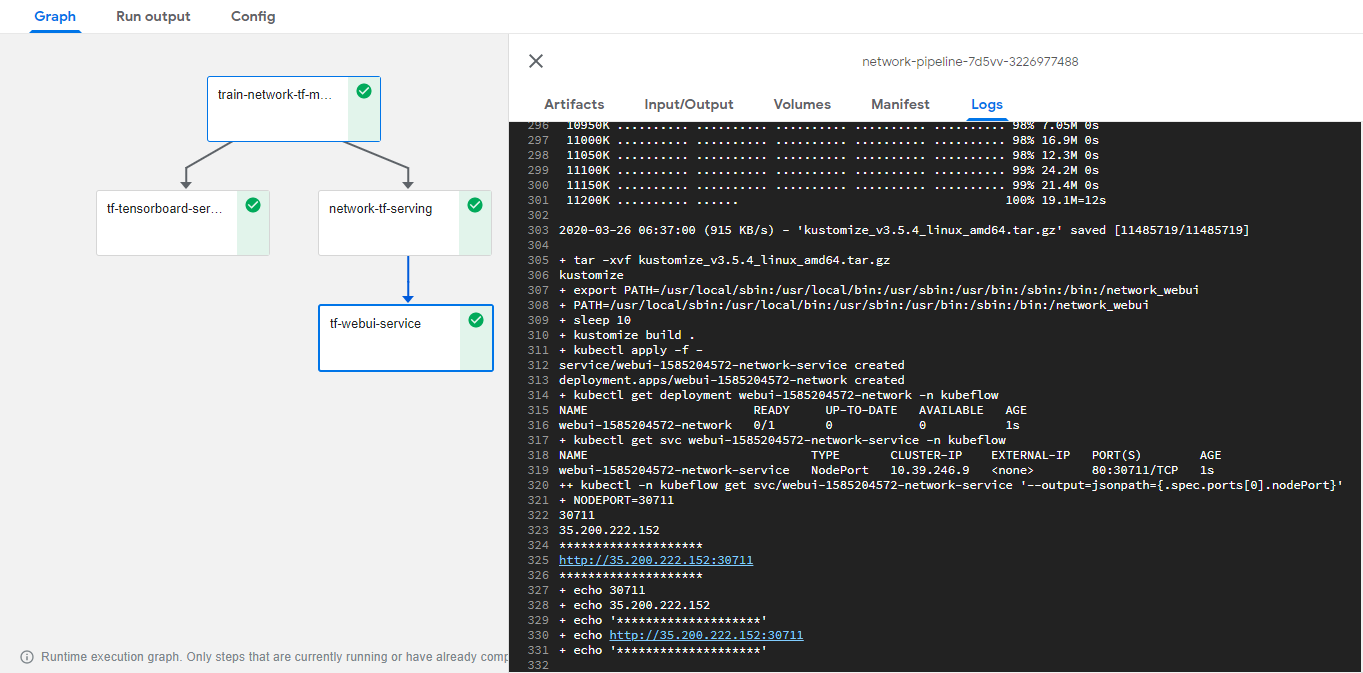 Graph Run output Config
network-pipeline-7d5vv-3226977488
Artifacts Input/Output Volumes Manifest Logs
train-network-tf-m...
tf-tensorboard-ser...
network-tf-serving
tf-webui-service
Runtime execution graph. Only steps that are currently running or have already comp
296 10950K .......... .......... .......... .......... .......... 98% 7.05M 0s
297 11000K .......... .......... .......... .......... .......... 98% 16.9M 0s
298 11050K .......... .......... .......... .......... .......... 98% 12.3M 0s
299 11100K .......... .......... .......... .......... .......... 99% 24.2M 0s
300 11150K .......... .......... .......... .......... .......... 99% 21.4M 0s
301 11200K .......... ...... 100% 19.1M=12s
302
303 2020-03-26 06:37:00 (915 KB/s) - 'kustomize_v3.5.4_linux_amd64.tar.gz' saved [11485719/11485719]
304
305 + tar -xvf kustomize_v3.5.4_linux_amd64.tar.gz
306 kustomize
307 + export PATH=/usr/local/sbin:/usr/local/bin:/usr/sbin:/usr/bin:/sbin:/bin:/network_webui
308 + PATH=/usr/local/sbin:/usr/local/bin:/usr/sbin:/usr/bin:/sbin:/bin:/network_webui
309 + sleep 10
310 + kustomize build .
311 + kubectl apply -f -
312 service/webui-1585204572-network-service created
313 deployment.apps/webui-1585204572-network created
314 + kubectl get deployment webui-1585204572-network -n kubeflow
315 NAME READY UP-TO-DATE AVAILABLE AGE
316 webui-1585204572-network 0/1 0 0 1s
317 + kubectl get svc webui-1585204572-network-service -n kubeflow
318 NAME TYPE CLUSTER-IP EXTERNAL-IP PORT(S) AGE
319 webui-1585204572-network-service NodePort 10.39.246.9 <none> 80:30711/TCP 1s
320 ++ kubectl -n kubeflow get svc/webui-1585204572-network-service '--output=jsonpath={.spec.ports[0].nodePort}'
321 + NODEPORT=30711
322 30711
323 35.200.222.152
324 ********************
325 http://35.200.222.152:30711
326 ********************
327 + echo 30711
328 + echo 35.200.222.152
329 + echo '********************'
330 + echo http://35.200.222.152:30711
331 + echo '********************'
332